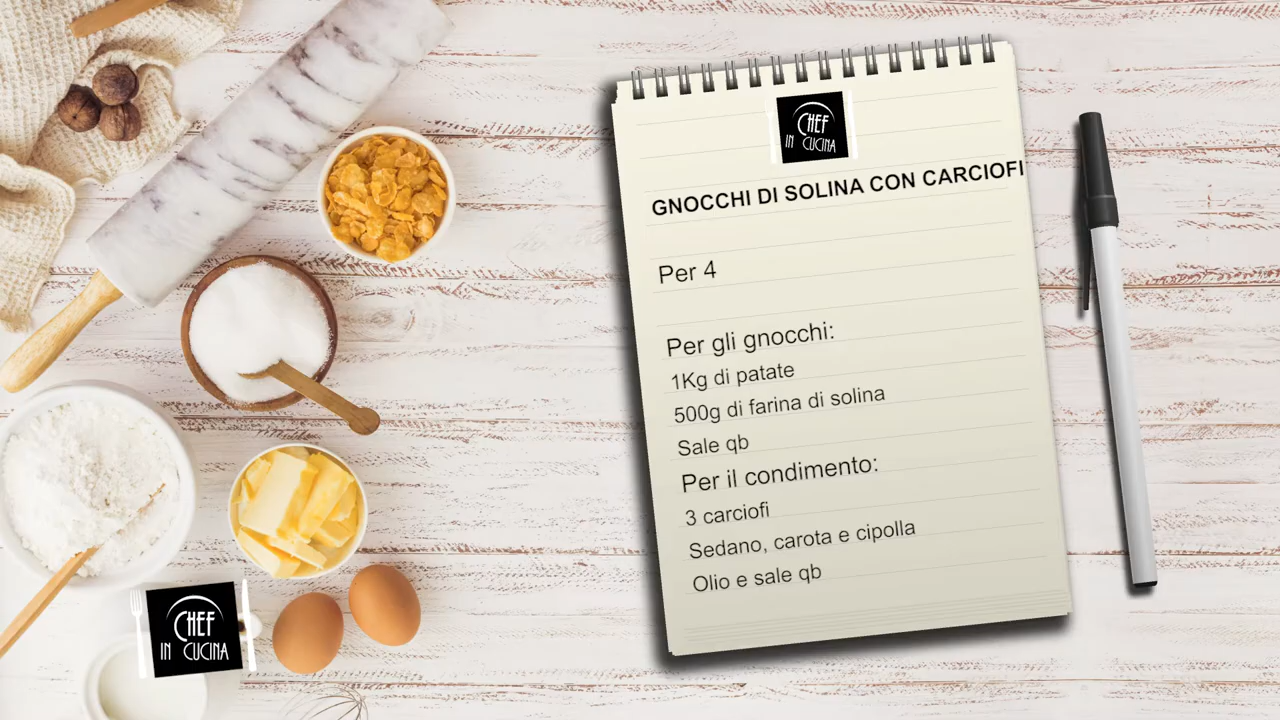 CHEF
IN CUCINA
GNOCCHI DI SOLINA CON CARCIOFI
Per 4
Per gli gnocchi:
1Kg di patate
500g di farina di solina
Sale qb
Per il condimento:
3 carciofi
Sedano, carota e cipolla
Olio e sale qb
CHEF
IN CUCINA